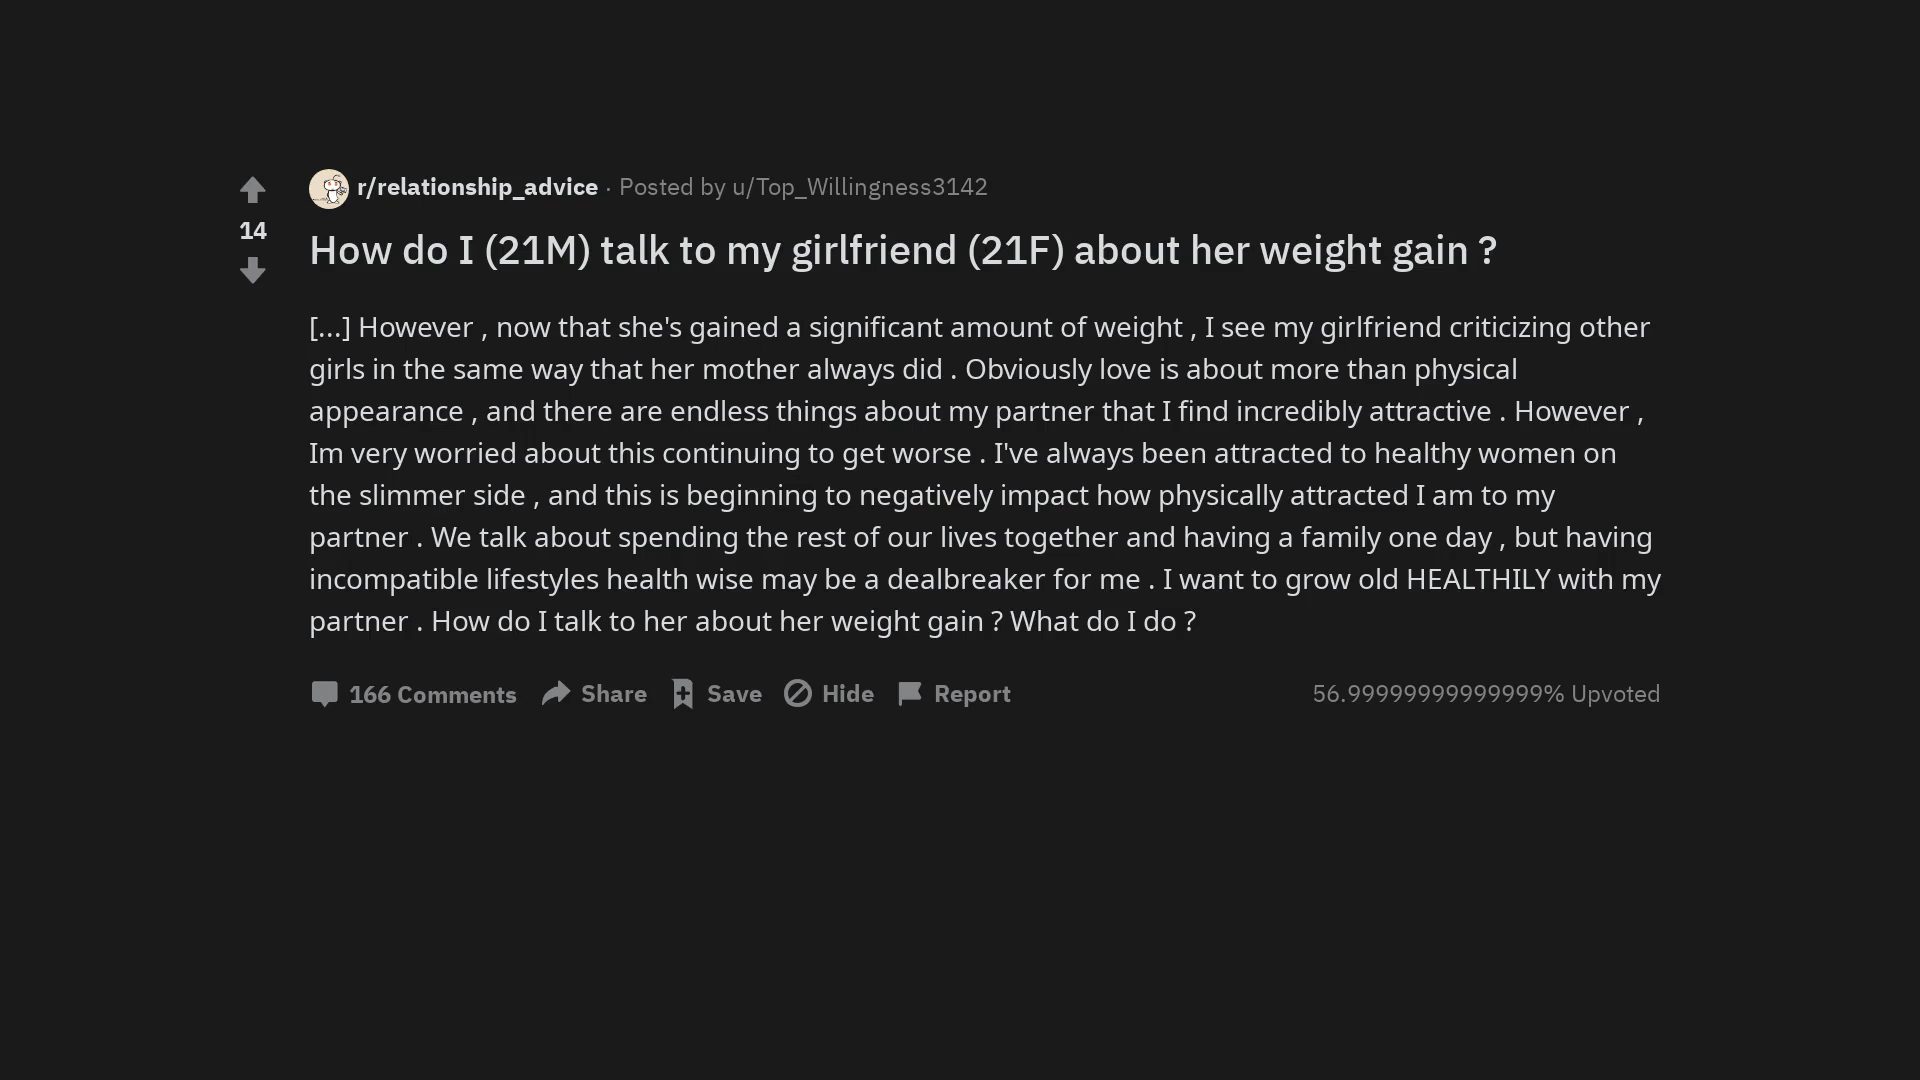 r/relationship_advice · Posted by u/Top_Willingness3142
14
How do I (21M) talk to my girlfriend (21F) about her weight gain ?
[...] However , now that she's gained a significant amount of weight , I see my girlfriend criticizing other
girls in the same way that her mother always did . Obviously love is about more than physical
appearance , and there are endless things about my partner that I find incredibly attractive . However ,
Im very worried about this continuing to get worse . I've always been attracted to healthy women on
the slimmer side , and this is beginning to negatively impact how physically attracted I am to my
partner . We talk about spending the rest of our lives together and having a family one day , but having
incompatible lifestyles health wise may be a dealbreaker for me . I want to grow old HEALTHILY with my
partner . How do I talk to her about her weight gain ? What do I do ?
166 Comments Share Save Hide Report 56.99999999999999% Upvoted